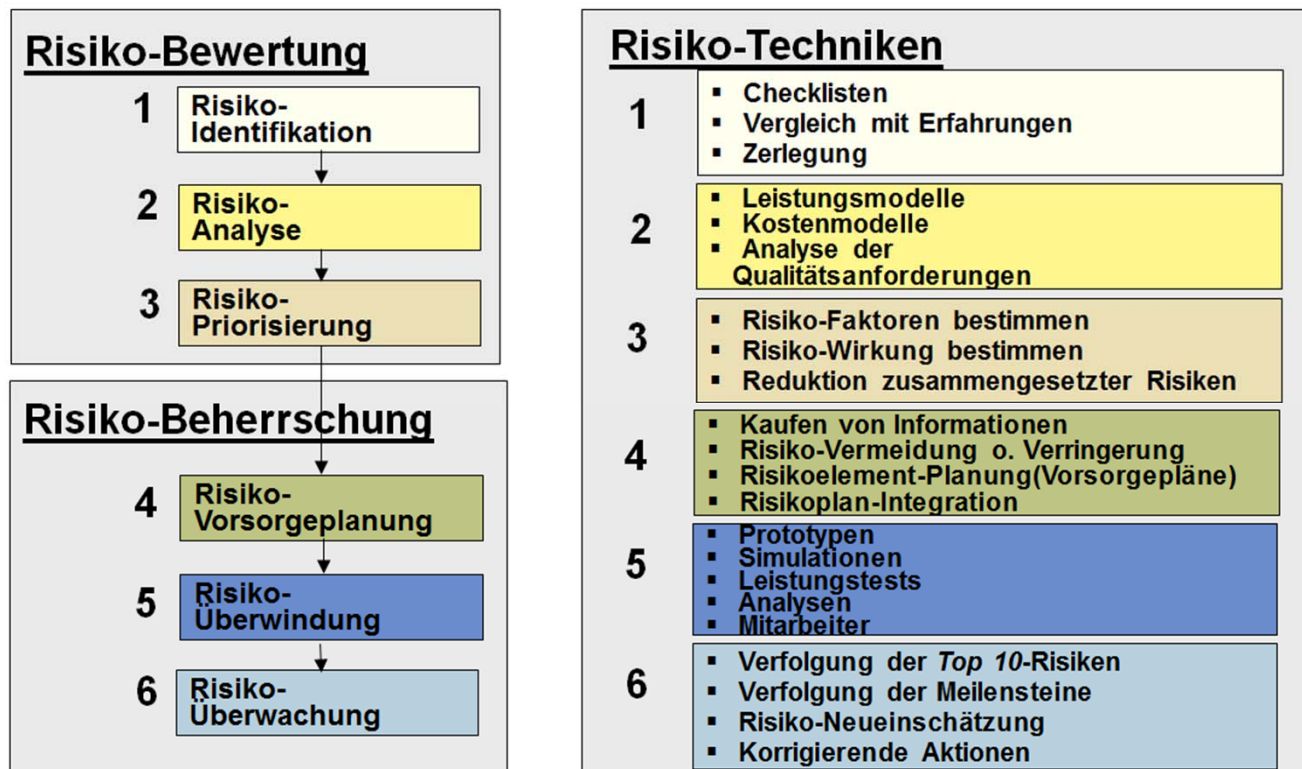 Risiko-Bewertung
1
Risiko-
Identifikation
2
Risiko-
Analyse
3
Risiko-
Priorisierung
Risiko-Beherrschung
4
Risiko-
Vorsorgeplanung
5
Risiko-
Überwindung
6
Risiko-
Überwachung
Risiko-Techniken
1
▪ Checklisten
▪ Vergleich mit Erfahrungen
▪ Zerlegung
2
▪ Leistungsmodelle
▪ Kostenmodelle
▪ Analyse der
Qualitätsanforderungen
3
▪ Risiko-Faktoren bestimmen
▪ Risiko-Wirkung bestimmen
▪ Reduktion zusammengesetzter Risiken
4
▪ Kaufen von Informationen
▪ Risiko-Vermeidung o. Verringerung
▪ Risikoelement-Planung(Vorsorgepläne)
▪ Risikoplan-Integration
5
▪ Prototypen
▪ Simulationen
▪ Leistungstests
▪ Analysen
▪ Mitarbeiter
6
▪ Verfolgung der Top 10-Risiken
▪ Verfolgung der Meilensteine
▪ Risiko-Neueinschätzung
▪ Korrigierende Aktionen